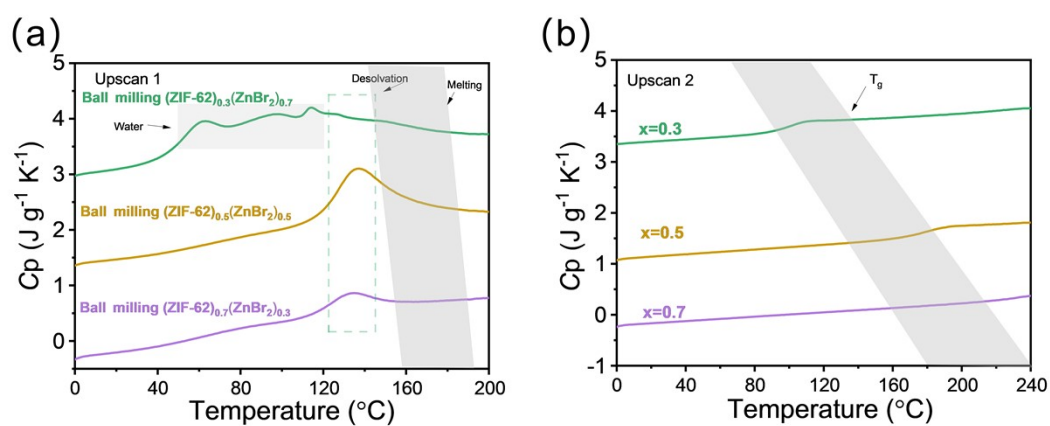 (a)
Upscan 1
Desolvation
Melting
Ball milling (ZIF-62)0.3(ZnBr2)0.7
Water
Ball milling (ZIF-62)0.5(ZnBr2)0.5
Ball milling (ZIF-62)0.7(ZnBr2)0.3
Cp (J g-1 K-1)
5
4
3
2
1
0
0 40 80 120 160 200
Temperature (°C)
(b)
Upscan 2
Tg
x=0.3
x=0.5
x=0.7
Cp (J g-1 K-1)
5
4
3
2
1
0
-1
0 40 80 120 160 200 240
Temperature (°C)